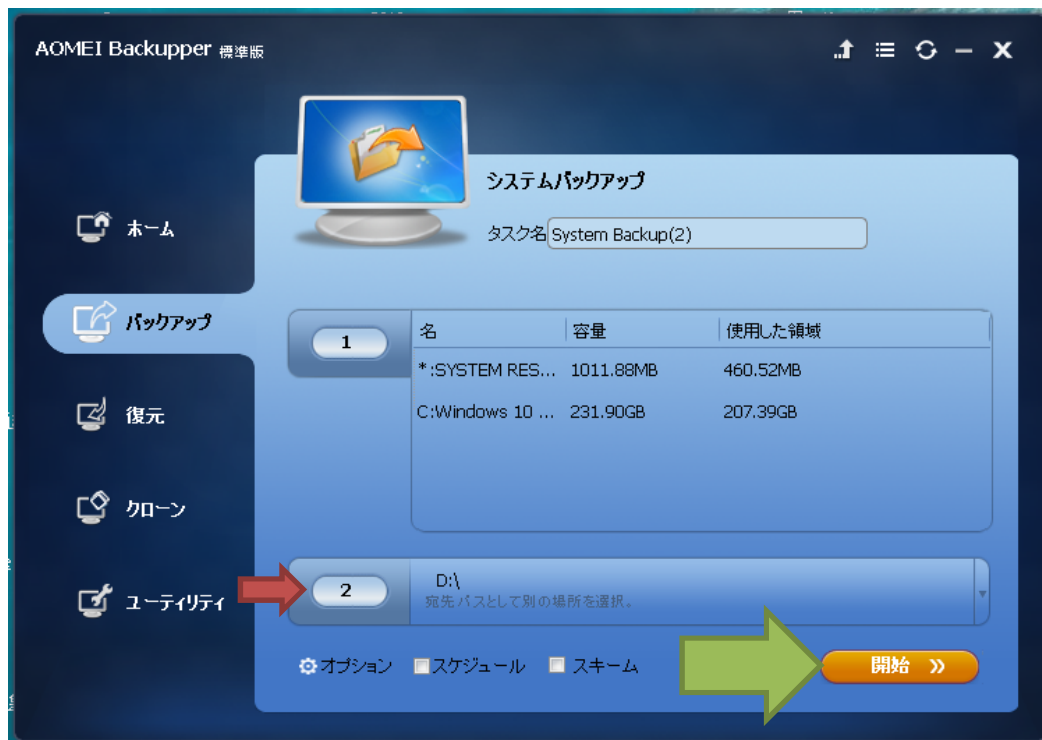 AOMEI Backupper 標準版
システムバックアップ
タスク名 System Backup(2)
ホーム
バックアップ
復元
クローン
ユーティリティ
1
名 容量 使用した領域
*:SYSTEM RES... 1011.88MB 460.52MB
C:Windows 10 ... 231.90GB 207.39GB
2
D:\
宛先パスとして別の場所を選択。
オプション スケジュール スキーム
開始 »